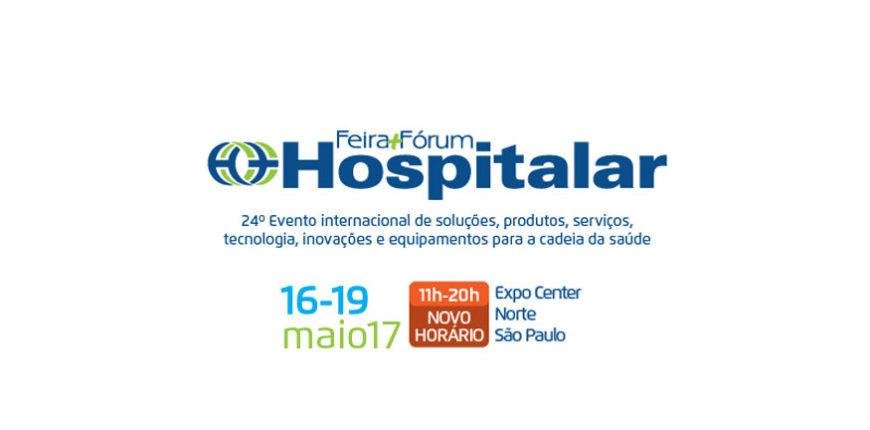 Feira+Fórum
Hospitalar
24º Evento internacional de soluções, produtos, serviços,
tecnologia, inovações e equipamentos para a cadeia da saúde
16-19
maio17
11h-20h
NOVO
HORÁRIO
Expo Center
Norte
São Paulo